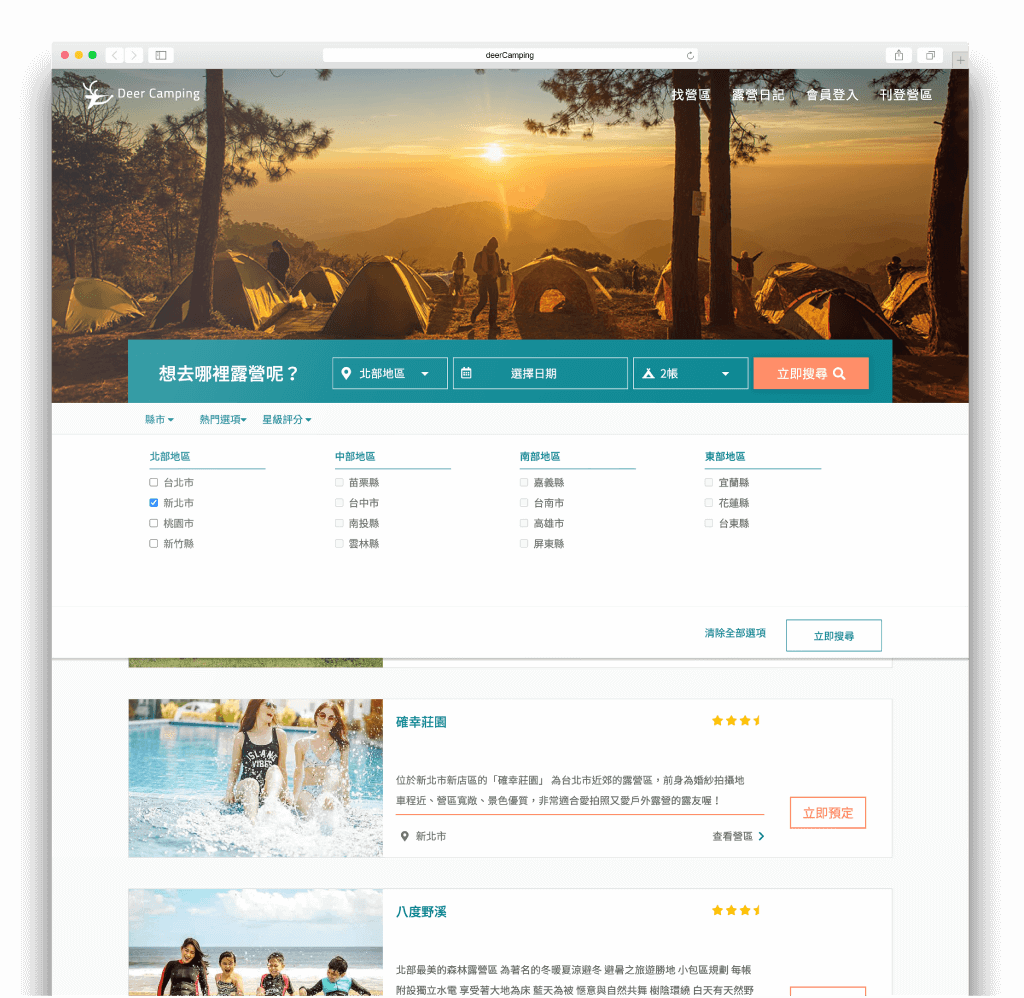 deerCamping
Deer Camping
找營區 露營日記 會員登入 刊登營區
想去哪裡露營呢？ 北部地區 選擇日期 2帳 立即搜尋
縣市 熱門選項 星級評分
北部地區 中部地區 南部地區 東部地區
台北市 苗栗縣 嘉義縣 宜蘭縣
新北市 台中市 台南市 花蓮縣
桃園市 南投縣 高雄市 台東縣
新竹縣 雲林縣 屏東縣
清除全部選項 立即搜尋
ISLAND
VIBES
確幸莊園
位於新北市新店區的「確幸莊園」 為台北市近郊的露營區，前身為婚紗拍攝地
車程近、營區寬敞、景色優質，非常適合愛拍照又愛戶外露營的露友喔！
立即預定
新北市 查看營區
八度野溪
北部最美的森林露營區 為著名的冬暖夏涼避冬 避暑之旅遊勝地 小包區規劃 每帳
附設獨立水電 享受著大地為床 藍天為被 愜意與自然共舞 樹陰環繞 白天有天然野